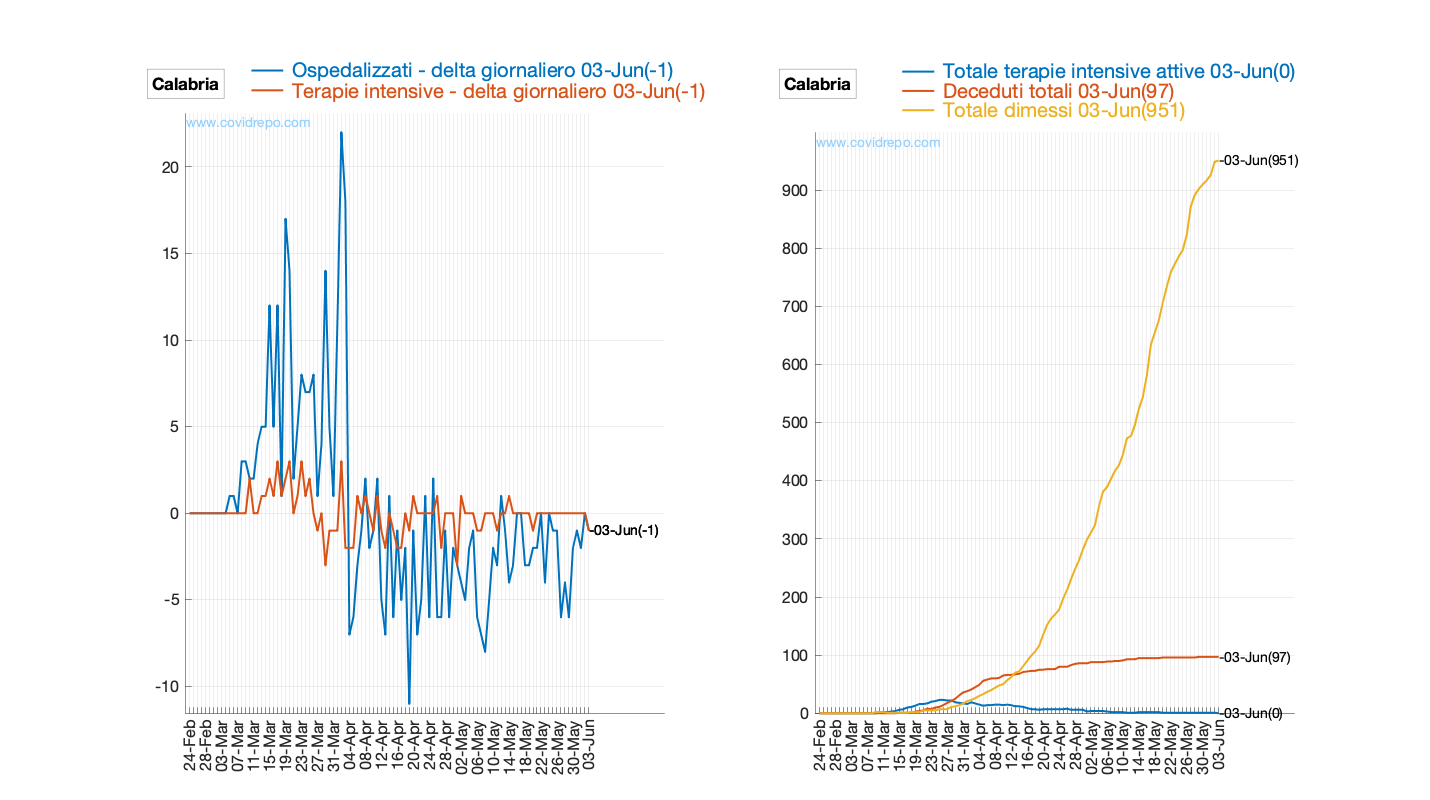 Calabria
Ospedalizzati - delta giornaliero 03-Jun(-1)
Terapie intensive - delta giornaliero 03-Jun(-1)
www.covidrepo.com
20
15
10
5
0
-5
-10
-03-Jun(-1)
24-Feb
28-Feb
03-Mar
07-Mar
11-Mar
15-Mar
19-Mar
23-Mar
27-Mar
31-Mar
04-Apr
08-Apr
12-Apr
16-Apr
20-Apr
24-Apr
28-Apr
02-May
06-May
10-May
14-May
18-May
22-May
26-May
30-May
03-Jun
Calabria
Totale terapie intensive attive 03-Jun(0)
Deceduti totali 03-Jun(97)
Totale dimessi 03-Jun(951)
www.covidrepo.com
900
800
700
600
500
400
300
200
100
0
-03-Jun(951)
-03-Jun(97)
-03-Jun(0)
24-Feb
28-Feb
03-Mar
07-Mar
11-Mar
15-Mar
19-Mar
23-Mar
27-Mar
31-Mar
04-Apr
08-Apr
12-Apr
16-Apr
20-Apr
24-Apr
28-Apr
02-May
06-May
10-May
14-May
18-May
22-May
26-May
30-May
03-Jun